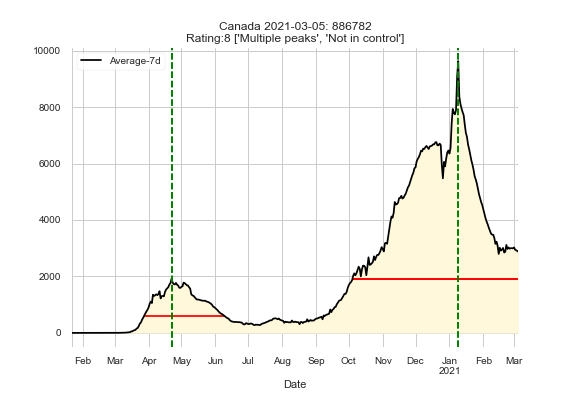 Canada 2021-03-05: 886782
Rating:8 ['Multiple peaks', 'Not in control']
Average-7d
10000
8000
6000
4000
2000
0
Feb Mar Apr May Jun Jul Aug Sep Oct Nov Dec Jan Feb Mar
2021
Date